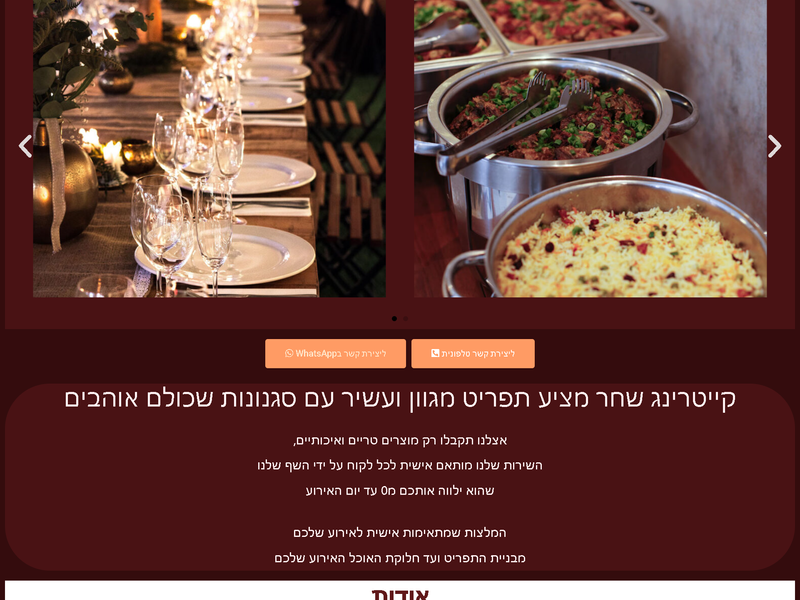 ליצירת קשר טלפונית
ליצירת קשר בWhatsApp
קייטרינג שחר מציע תפריט מגוון ועשיר עם סגנונות שכולם אוהבים
אצלנו תקבלו רק מוצרים טריים ואיכותיים,
השירות שלנו מותאם אישית לכל לקוח על ידי השף שלנו
שהוא ילווה אותכם מ0 עד יום האירוע
המלצות שמתאימות אישית לאירוע שלכם
מבניית התפריט ועד חלוקת האוכל האירוע שלכם
אודות